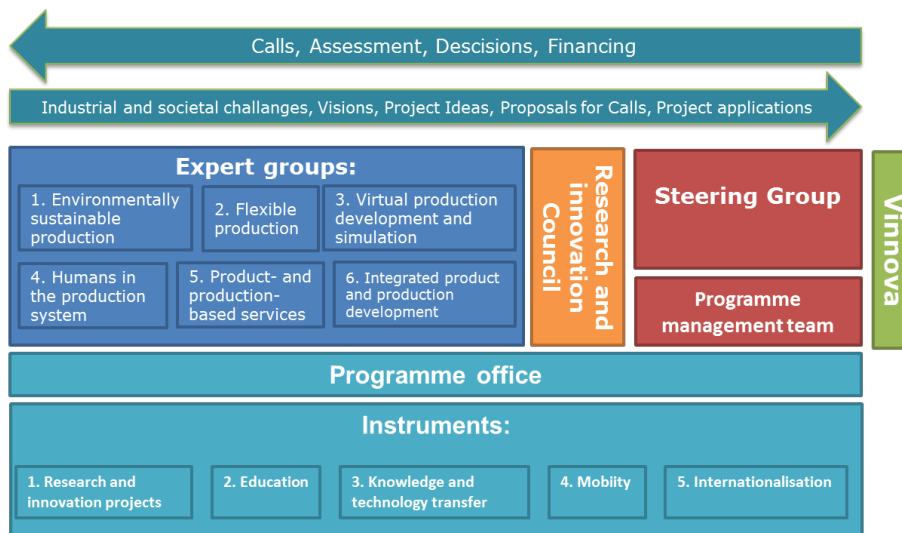 Calls, Assessment, Descisions, Financing
Industrial and societal challanges, Visions, Project Ideas, Proposals for Calls, Project applications
Expert groups:
1. Environmentally
sustainable
production
2. Flexible
production
3. Virtual production
development and
simulation
4. Humans in
the production
system
5. Product- and
production-
based services
6. Integrated product
and production
development
Research and
innovation
Council
Steering Group
Programme
management team
Vinnova
Programme office
Instruments:
1. Research and
innovation projects
2. Education
3. Knowledge and
technology transfer
4. Mobiity
5. Internationalisation